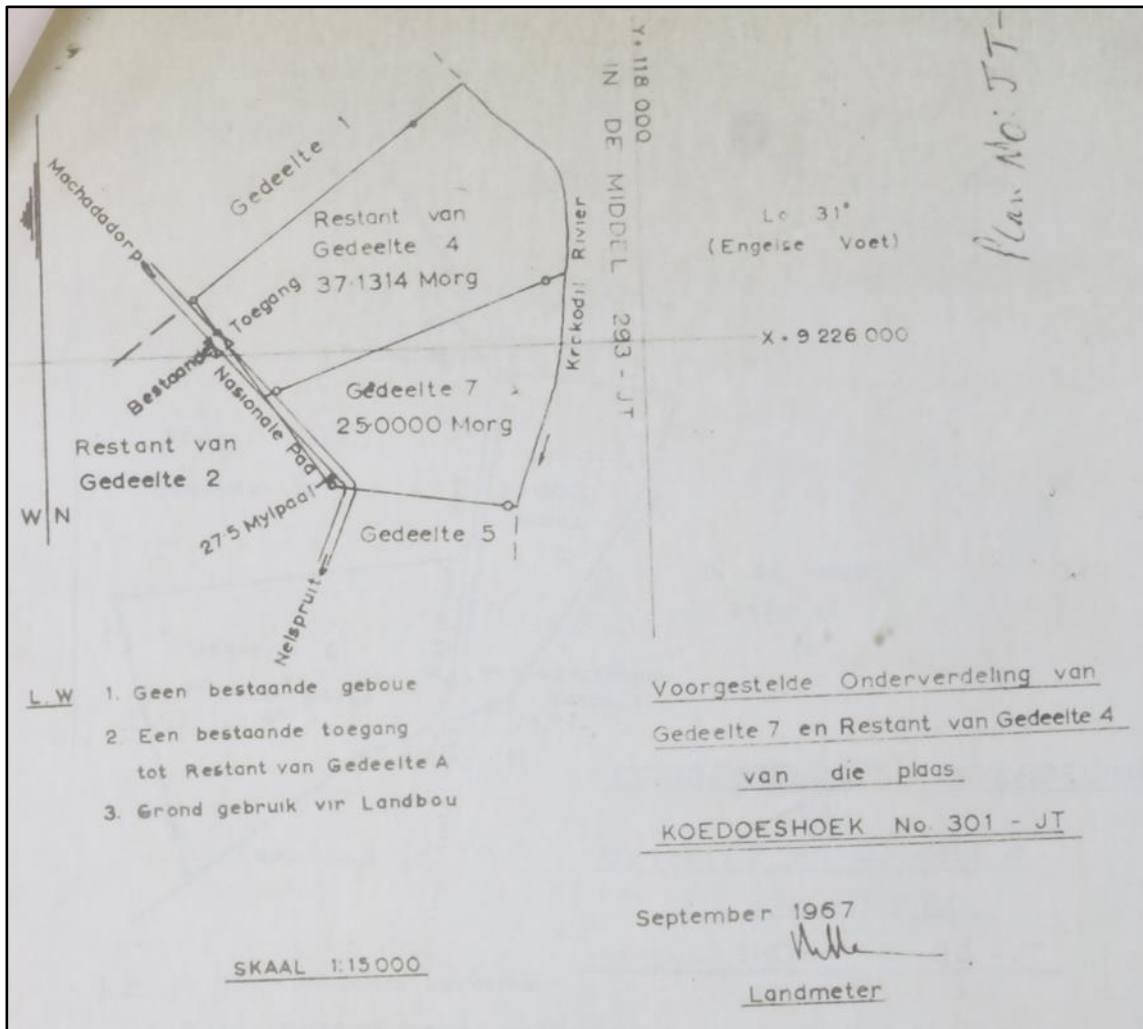 Plan No: JT-
Y+118 000
IN DE MIDDEL 293-JT
Lo 31°
(Engelse Voet)
X+9 226 000
Machadadorp
Gedeelte 1
Restant van
Gedeelte 4
37·1314 Morg
Krokodil Rivier
Bestaande Toegang
Nasionale Pad
Gedeelte 7
25·0000 Morg
Restant van
Gedeelte 2
W N
27·5 Mylpaal
Gedeelte 5
Nelspruit
L.W 1. Geen bestaande geboue
2 Een bestaande toegang
tot Restant van Gedeelte A
3. Grond gebruik vir Landbou
SKAAL 1:15000
Voorgestelde Onderverdeling van
Gedeelte 7 en Restant van Gedeelte 4
van die plaas
KOEDOESHOEK No. 301 - JT
September 1967
Landmeter